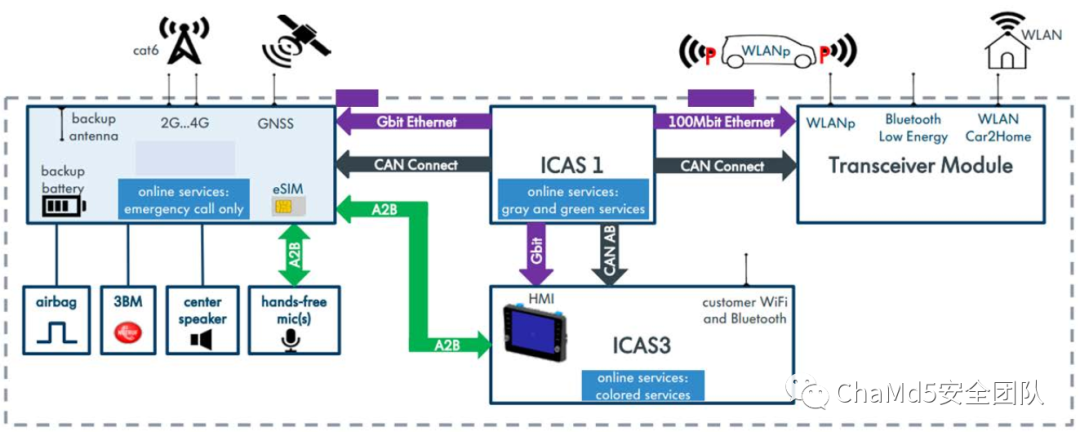 cat6
WLANp
P
P
WLAN
backup
antenna
2G...4G
GNSS
backup
battery
online services:
emergency call only
eSIM
Gbit Ethernet
CAN Connect
ICAS 1
online services:
gray and green services
100Mbit Ethernet
CAN Connect
WLANp
Bluetooth
Low Energy
WLAN
Car2Home
Transceiver Module
A2B
A2B
Gbit
CAN AB
airbag
3BM
center
speaker
hands-free
mic(s)
A2B
HMI
customer WiFi
and Bluetooth
ICAS3
online services:
colored services
ChaMd5安全团队